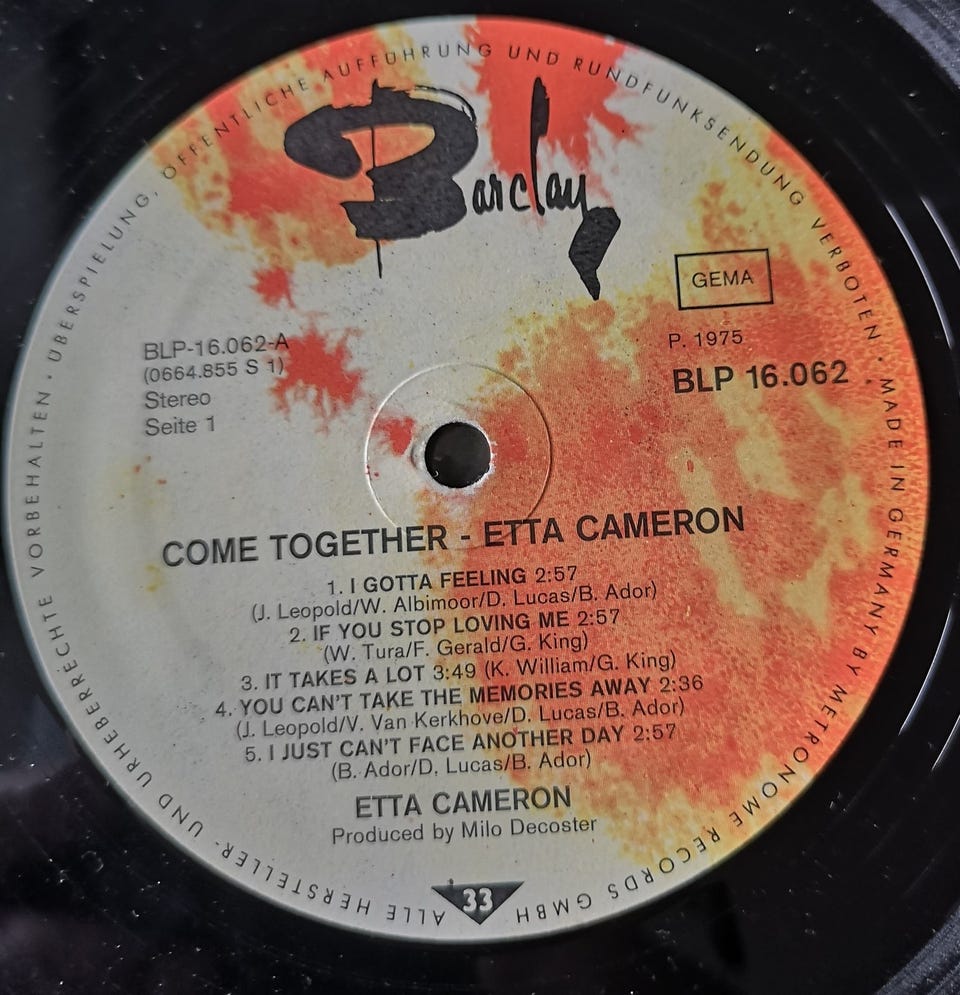 ALLE HERSTELLER- UND URHEBERRECHTE VORBEHALTEN · ÜBERSPIELUNG, ÖFFENTLICHE AUFFÜHRUNG UND RUNDFUNKSENDUNG VERBOTEN · MADE IN GERMANY BY METRONOME RECORDS GMBH
Barclay
GEMA
P. 1975
BLP 16.062
BLP-16.062-A
(0664.855 S 1)
Stereo
Seite 1
COME TOGETHER - ETTA CAMERON
1. I GOTTA FEELING 2:57
(J. Leopold/W. Albimoor/D. Lucas/B. Ador)
2. IF YOU STOP LOVING ME 2:57
(W. Tura/F. Gerald/G. King)
3. IT TAKES A LOT 3:49 (K. William/G. King)
4. YOU CAN'T TAKE THE MEMORIES AWAY 2:36
(J. Leopold/V. Van Kerkhove/D. Lucas/B. Ador)
5. I JUST CAN'T FACE ANOTHER DAY 2:57
(B. Ador/D. Lucas/B. Ador)
ETTA CAMERON
Produced by Milo Decoster
33